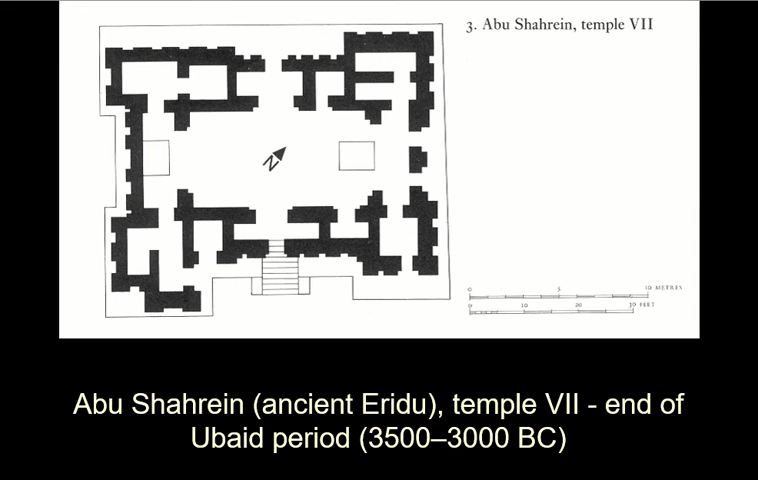 3. Abu Shahrein, temple VII
N
0 5 10 METRES
0 10 20 30 FEET
Abu Shahrein (ancient Eridu), temple VII - end of
Ubaid period (3500–3000 BC)